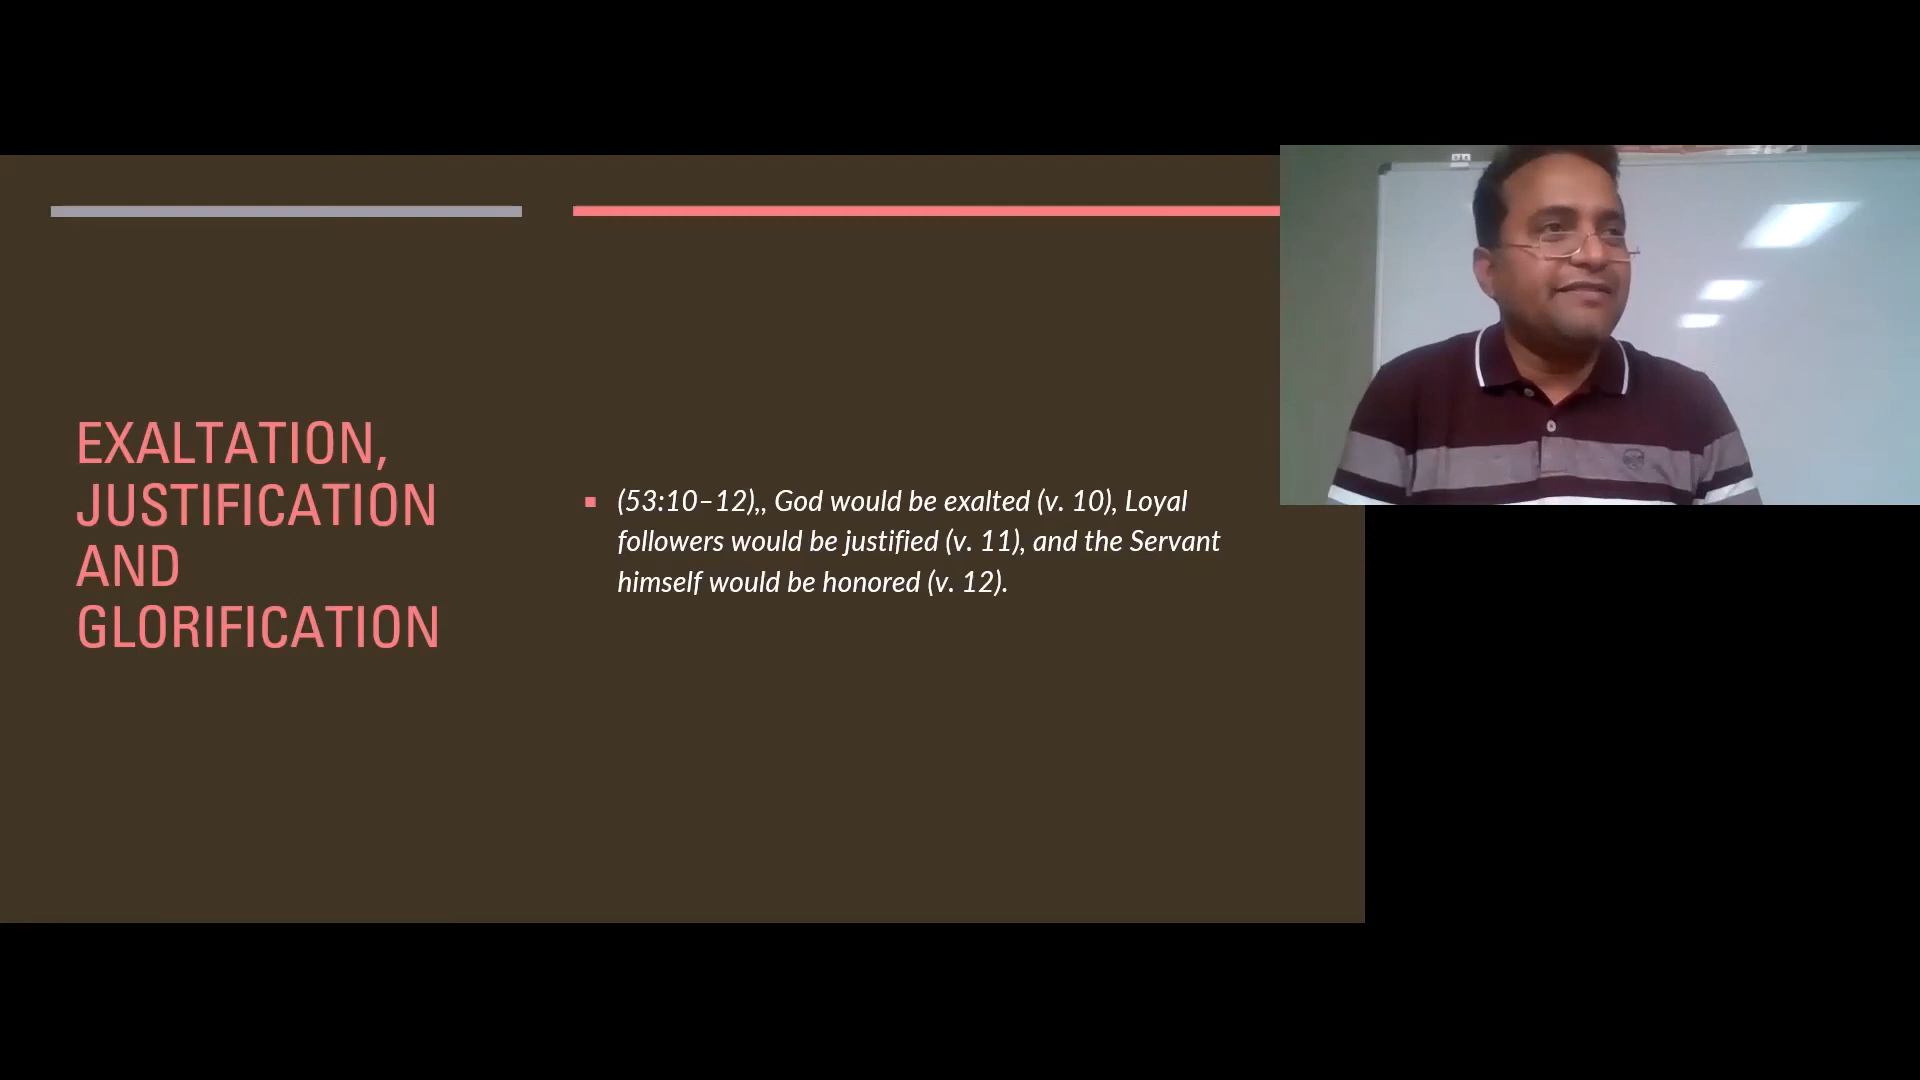 EXALTATION,
JUSTIFICATION
AND
GLORIFICATION
(53:10–12),, God would be exalted (v. 10), Loyal
followers would be justified (v. 11), and the Servant
himself would be honored (v. 12).